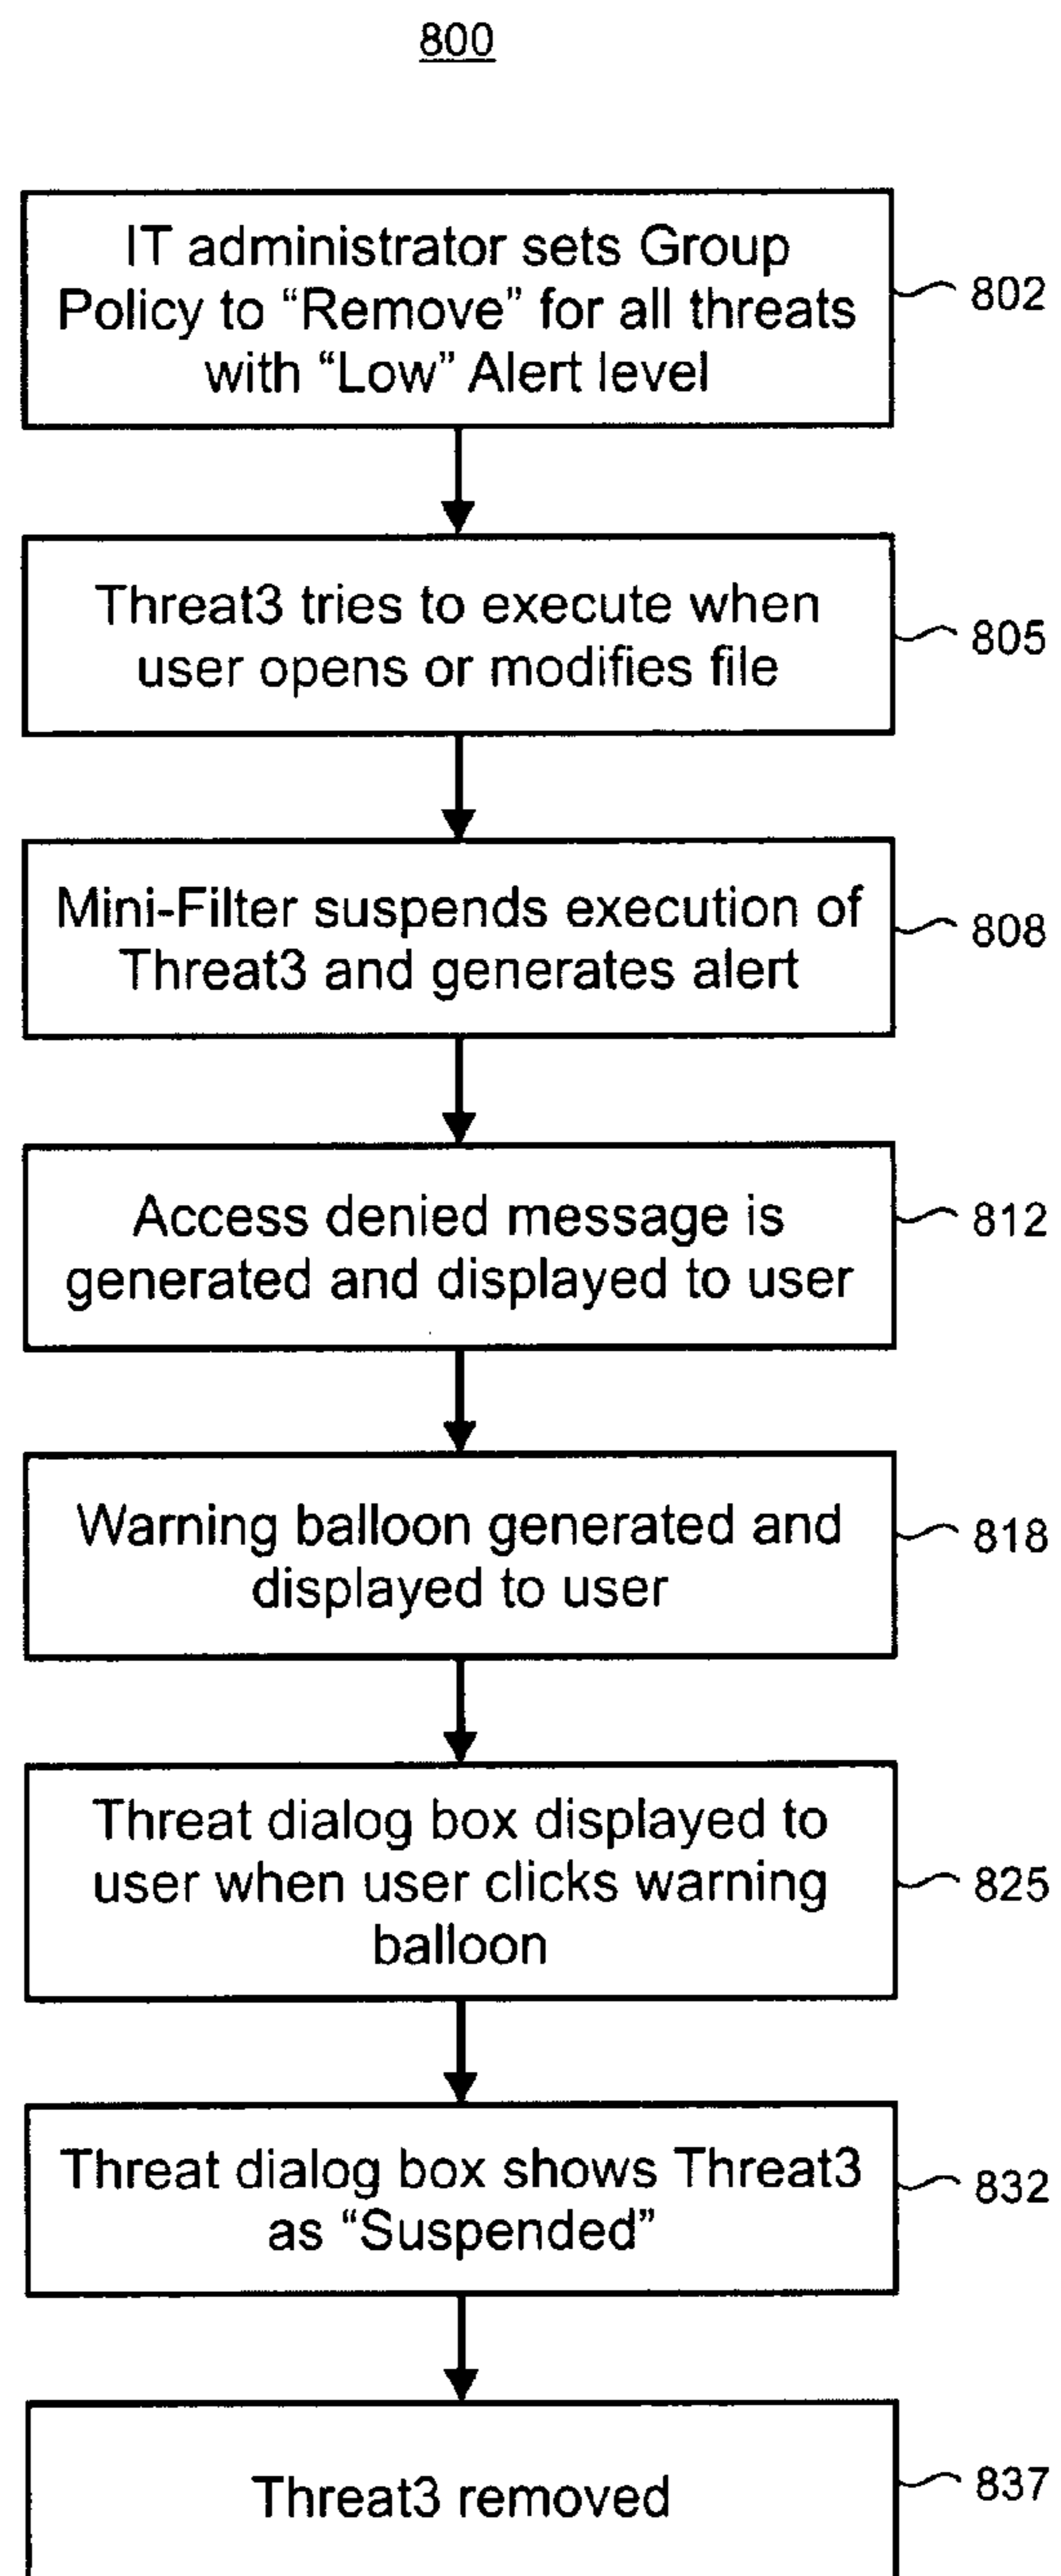 800
IT administrator sets Group
Policy to “Remove” for all threats
with “Low” Alert level
802
Threat3 tries to execute when
user opens or modifies file
805
Mini-Filter suspends execution of
Threat3 and generates alert
808
Access denied message is
generated and displayed to user
812
Warning balloon generated and
displayed to user
818
Threat dialog box displayed to
user when user clicks warning
balloon
825
Threat dialog box shows Threat3
as “Suspended”
832
Threat3 removed
837